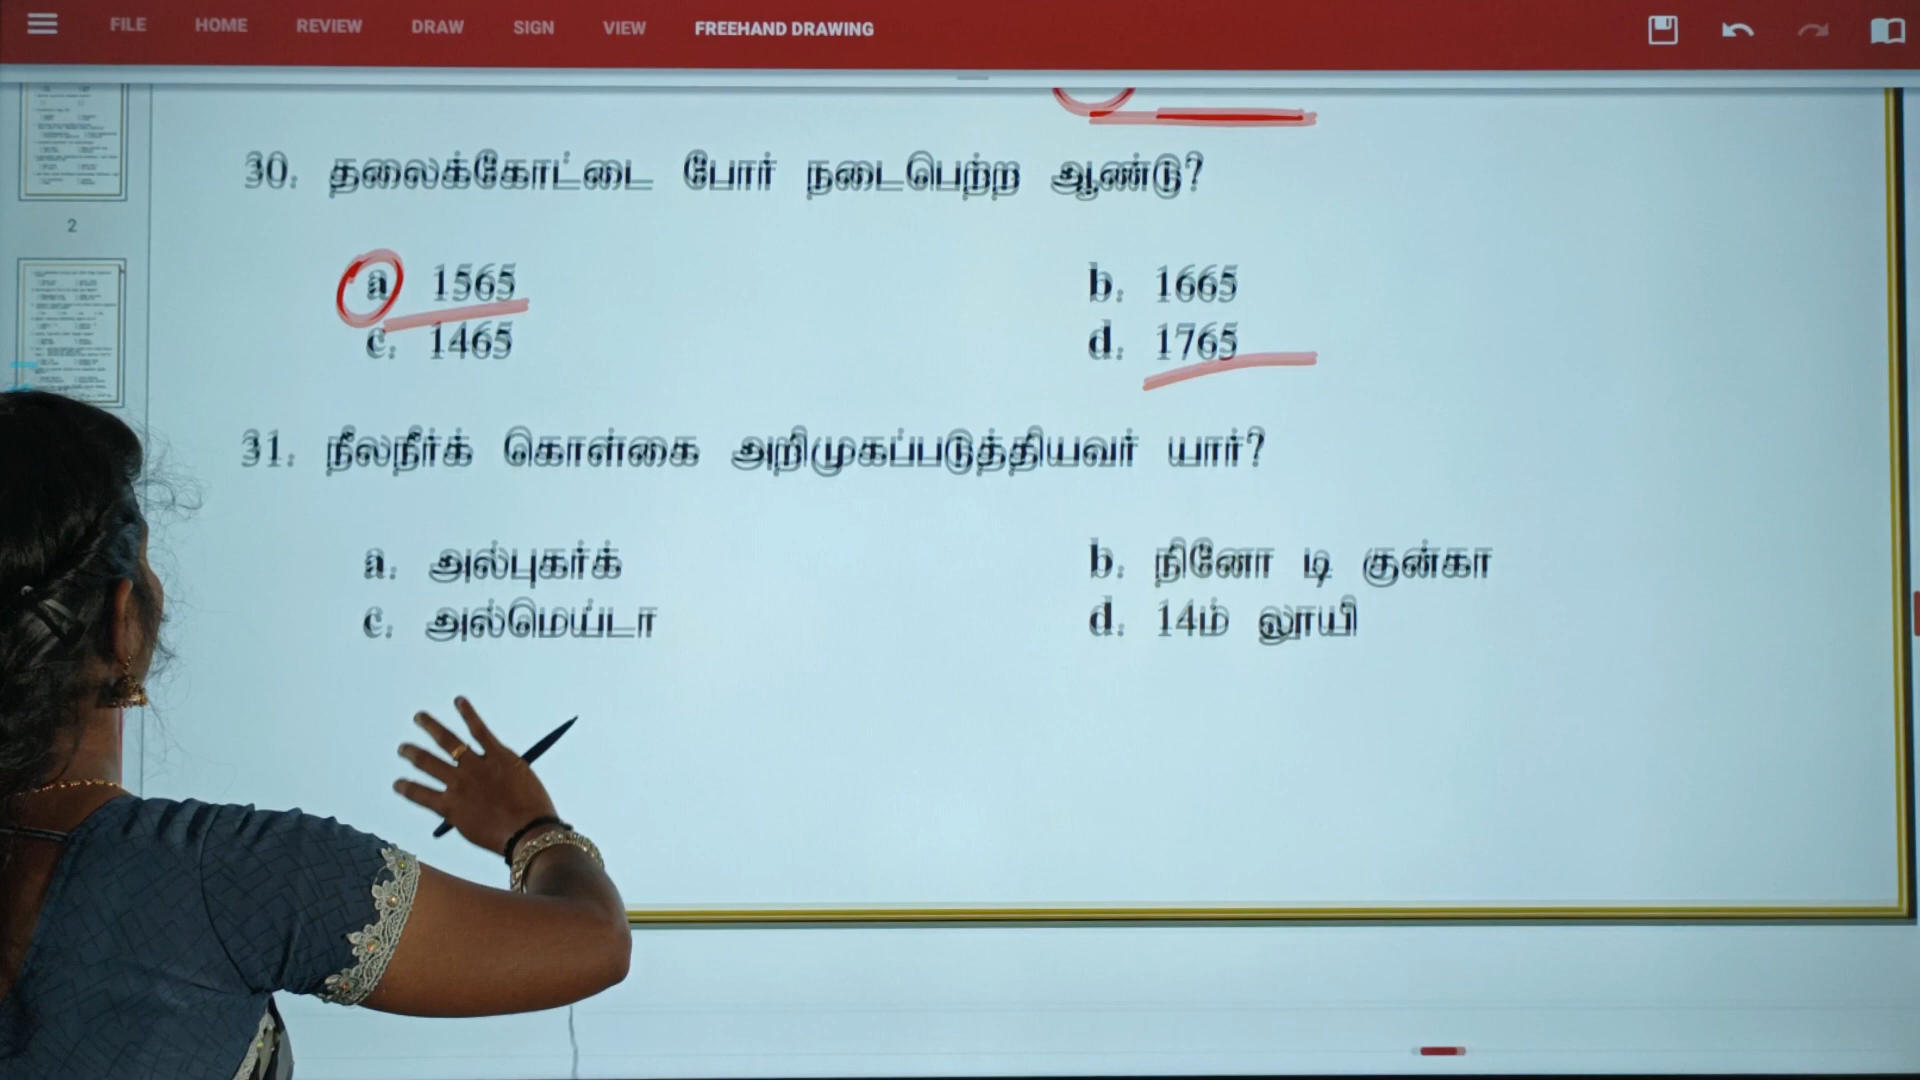 FILE HOME REVIEW DRAW SIGN VIEW FREEHAND DRAWING
2
30. தலைக்கோட்டை போர் நடைபெற்ற ஆண்டு?
a 1565 b. 1665
c. 1465 d. 1765
31. நீலநீர்க் கொள்கை அறிமுகப்படுத்தியவர் யார்?
a. அல்புகர்க் b. நினோ டி குன்கா
c. அல்மெய்டா d. 14ம் லூயி